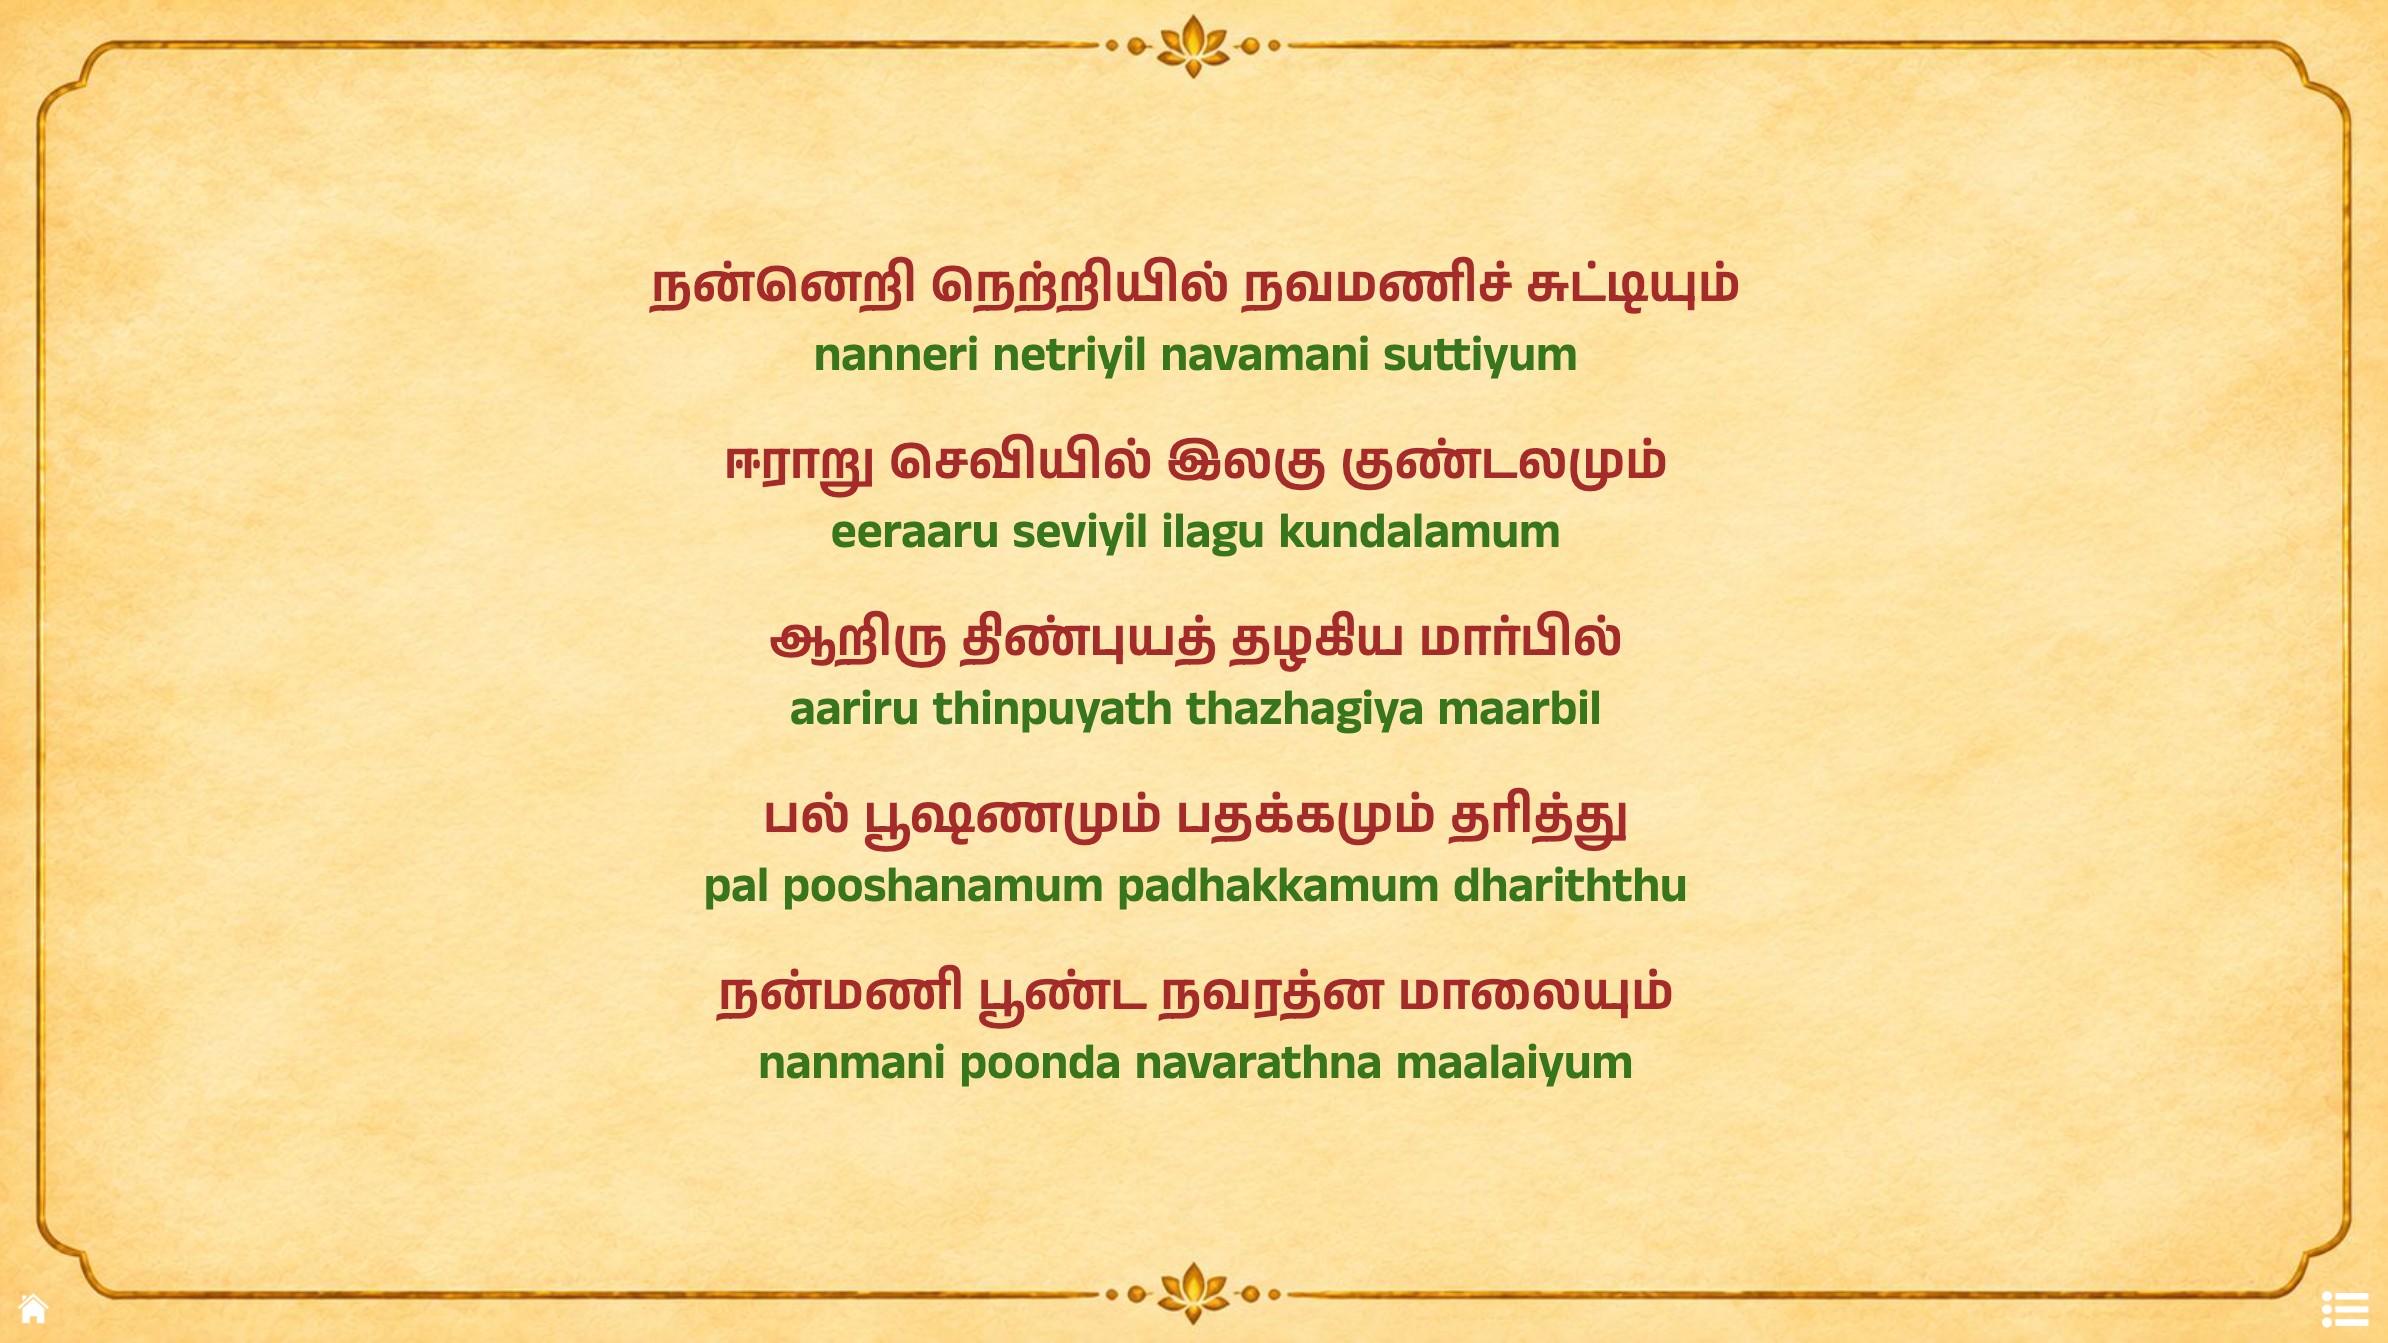 நன்னெறி நெற்றியில் நவமணிச் சுட்டியும்
nanneri netriyil navamani suttiyum
ஈராறு செவியில் இலகு குண்டலமும்
eeraaru seviyil ilagu kundalamum
ஆறிரு திண்புயத் தழகிய மார்பில்
aariru thinpuyath thazhagiya maarbil
பல் பூஷணமும் பதக்கமும் தரித்து
pal pooshanamum padhakkamum dhariththu
நன்மணி பூண்ட நவரத்ன மாலையும்
nanmani poonda navarathna maalaiyum